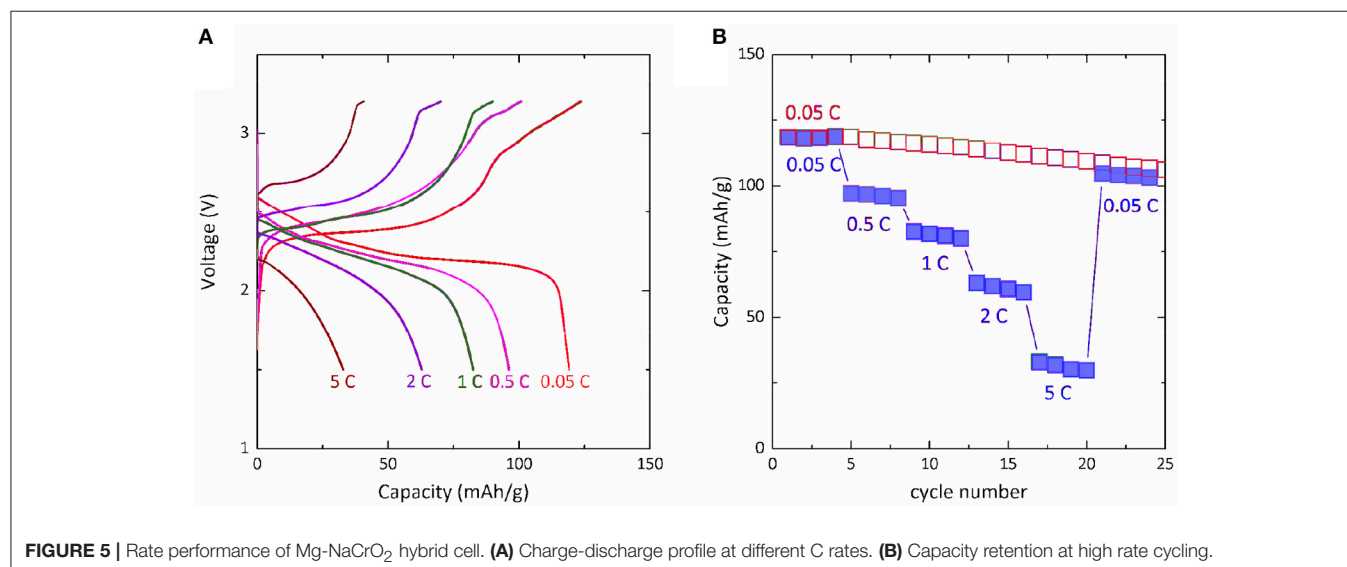 A
B
Voltage (V)
3
2
1
5 C
2 C
1 C
0.5 C
0.05 C
0
50
100
150
Capacity (mAh/g)
Capacity (mAh/g)
150
100
50
0
0.05 C
0.05 C
0.5 C
1 C
2 C
5 C
0.05 C
0
5
10
15
20
25
cycle number
FIGURE 5 | Rate performance of Mg-NaCrO₂ hybrid cell. (A) Charge-discharge profile at different C rates. (B) Capacity retention at high rate cycling.